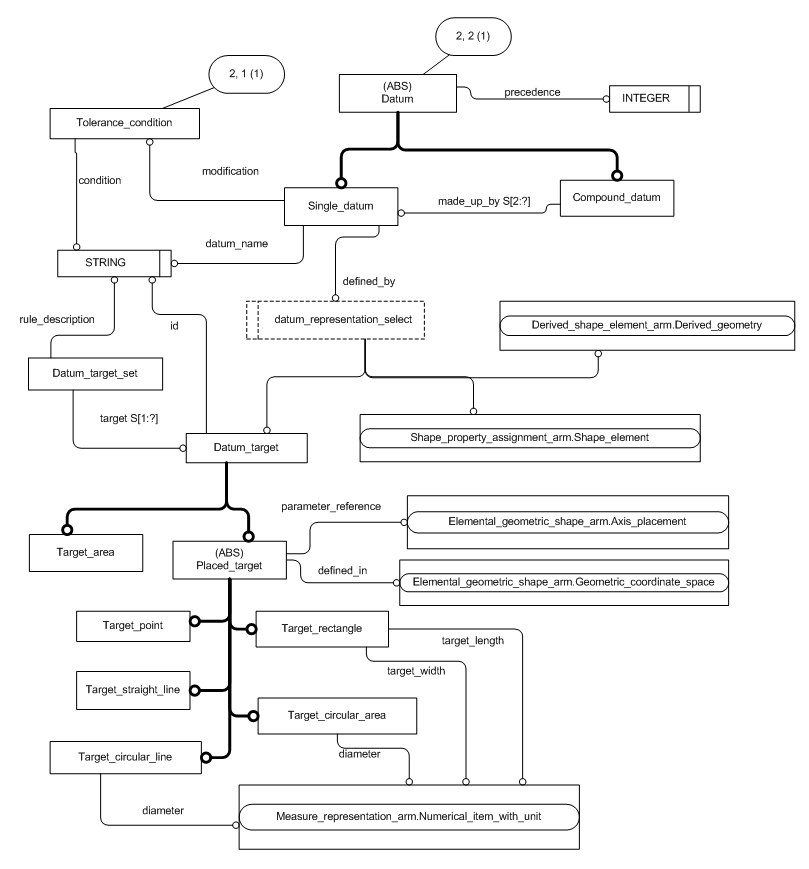 2, 2 (1)
2, 1 (1)
(ABS)
Datum
precedence
INTEGER
Tolerance_condition
condition
modification
Single_datum
made_up_by S[2:?]
Compound_datum
datum_name
STRING
defined_by
rule_description
id
datum_representation_select
Derived_shape_element_arm.Derived_geometry
Datum_target_set
target S[1:?]
Datum_target
Shape_property_assignment_arm.Shape_element
parameter_reference
Elemental_geometric_shape_arm.Axis_placement
Target_area
(ABS)
Placed_target
defined_in
Elemental_geometric_shape_arm.Geometric_coordinate_space
Target_point
Target_rectangle
target_length
target_width
Target_straight_line
Target_circular_area
diameter
Target_circular_line
diameter
Measure_representation_arm.Numerical_item_with_unit